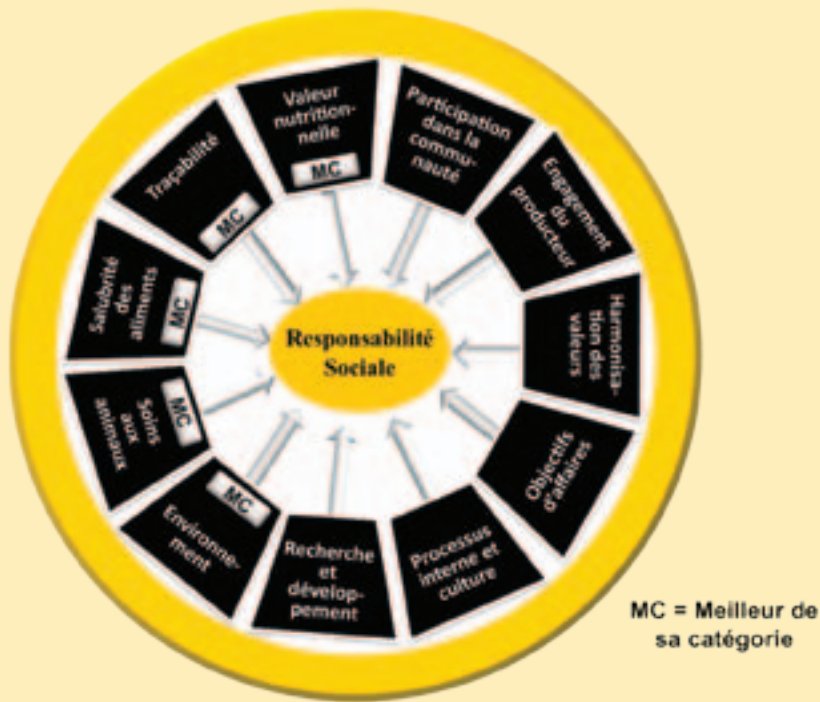 Valeur
nutrition-
nelle
MC
Participation
dans la
commu-
nauté
Engagement
du
producteur
Harmonisa-
tion des
valeurs
Objectifs
d'affaires
Processus
interne et
culture
Recherche
et
dévelop-
pement
Environne-
ment
MC
Soins
aux
animaux
MC
Salubrité
des
aliments
MC
Traçabilité
MC
Responsabilité
Sociale
MC = Meilleur de
sa catégorie